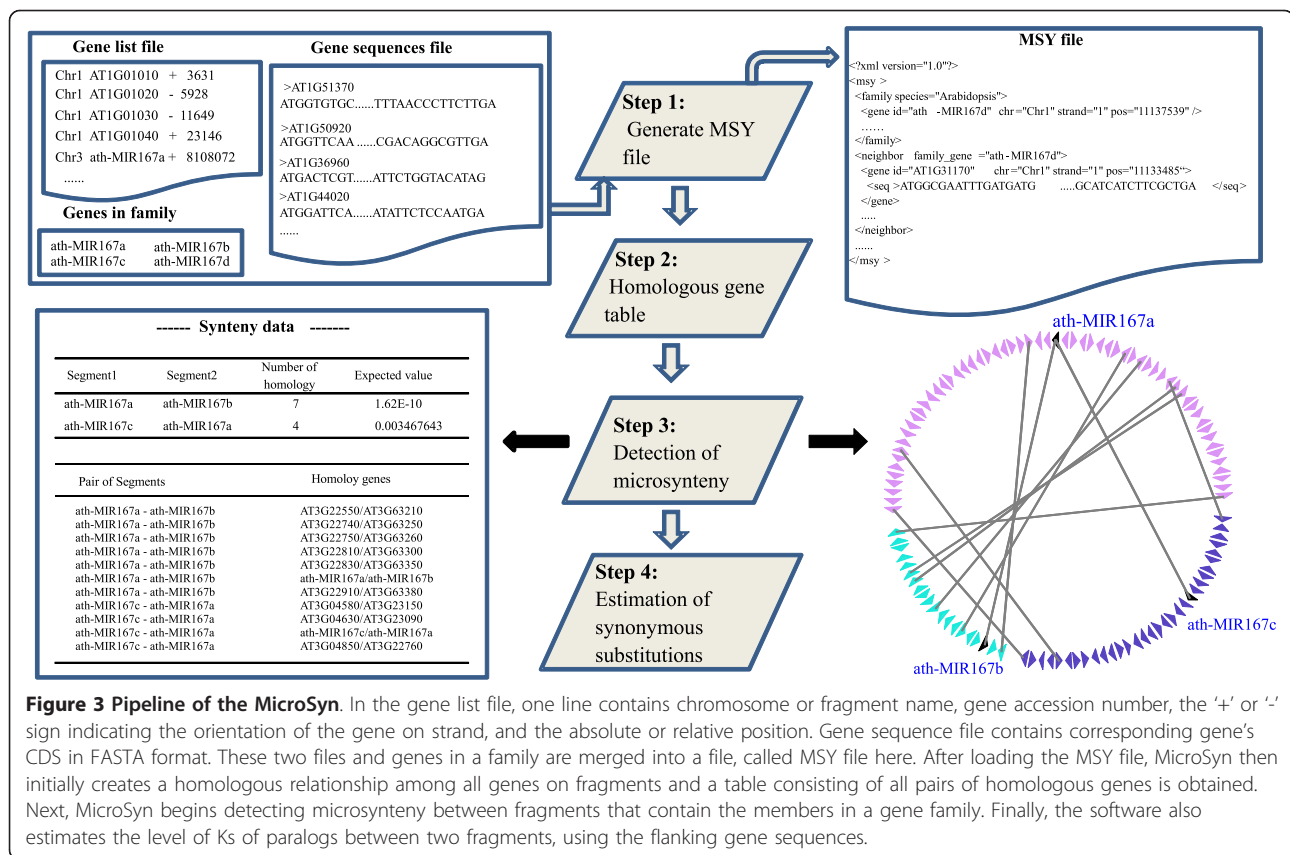 Gene list file
Chr1 AT1G01010 + 3631
Chr1 AT1G01020 - 5928
Chr1 AT1G01030 - 11649
Chr1 AT1G01040 + 23146
Chr3 ath-MIR167a + 8108072
......
Genes in family
ath-MIR167a ath-MIR167b
ath-MIR167c ath-MIR167d
Gene sequences file
>AT1G51370
ATGGTGTGC......TTTAACCCTTCTTGA
>AT1G50920
ATGGTTCAA ......CGACAGGCGTTGA
>AT1G36960
ATGACTCGT......ATTCTGGTACATAG
>AT1G44020
ATGGATTCA......ATATTCTCCAATGA
......
Step 1:
Generate MSY
file
MSY file
<?xml version="1.0"?>
<msy >
<family species="Arabidopsis">
<gene id="ath -MIR167d" chr ="Chr1" strand="1" pos="11137539" />
......
</family>
<neighbor family_gene ="ath - MIR167d">
<gene id="AT1G31170" chr ="Chr1" strand="1" pos="11133485">
<seq >ATGGCGAATTTGATGATG .....GCATCATCTTCGCTGA </seq>
</gene>
.....
</neighbor>
......
</msy >
Step 2:
Homologous gene
table
------ Synteny data -------
Segment1 Segment2 Number of homology Expected value
ath-MIR167a ath-MIR167b 7 1.62E-10
ath-MIR167c ath-MIR167a 4 0.003467643
Pair of Segments Homoloy genes
ath-MIR167a - ath-MIR167b AT3G22550/AT3G63210
ath-MIR167a - ath-MIR167b AT3G22740/AT3G63250
ath-MIR167a - ath-MIR167b AT3G22750/AT3G63260
ath-MIR167a - ath-MIR167b AT3G22810/AT3G63300
ath-MIR167a - ath-MIR167b AT3G22830/AT3G63350
ath-MIR167a - ath-MIR167b ath-MIR167a/ath-MIR167b
ath-MIR167a - ath-MIR167b AT3G22910/AT3G63380
ath-MIR167c - ath-MIR167a AT3G04580/AT3G23150
ath-MIR167c - ath-MIR167a AT3G04630/AT3G23090
ath-MIR167c - ath-MIR167a ath-MIR167c/ath-MIR167a
ath-MIR167c - ath-MIR167a AT3G04850/AT3G22760
Step 3:
Detection of
microsynteny
Step 4:
Estimation of
synonymous
substitutions
ath-MIR167a
ath-MIR167c
ath-MIR167b
Figure 3 Pipeline of the MicroSyn. In the gene list file, one line contains chromosome or fragment name, gene accession number, the ‘+’ or ‘-’
sign indicating the orientation of the gene on strand, and the absolute or relative position. Gene sequence file contains corresponding gene’s
CDS in FASTA format. These two files and genes in a family are merged into a file, called MSY file here. After loading the MSY file, MicroSyn then
initially creates a homologous relationship among all genes on fragments and a table consisting of all pairs of homologous genes is obtained.
Next, MicroSyn begins detecting microsynteny between fragments that contain the members in a gene family. Finally, the software also
estimates the level of Ks of paralogs between two fragments, using the flanking gene sequences.